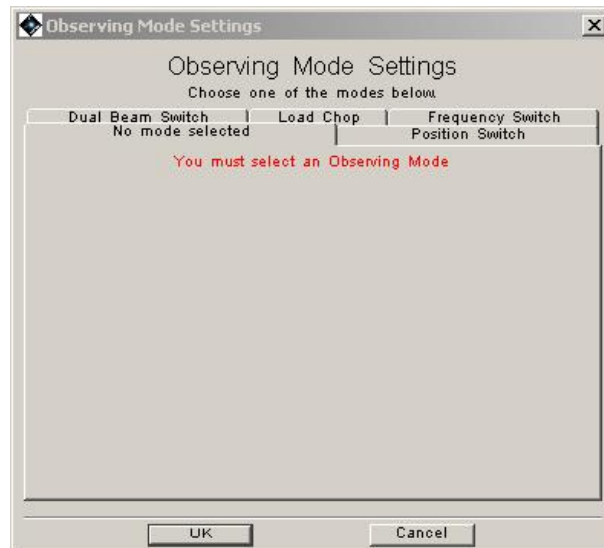 Observing Mode Settings
Observing Mode Settings
Choose one of the modes below.
Dual Beam Switch Load Chop Frequency Switch
No mode selected Position Switch
You must select an Observing Mode
UK Cancel